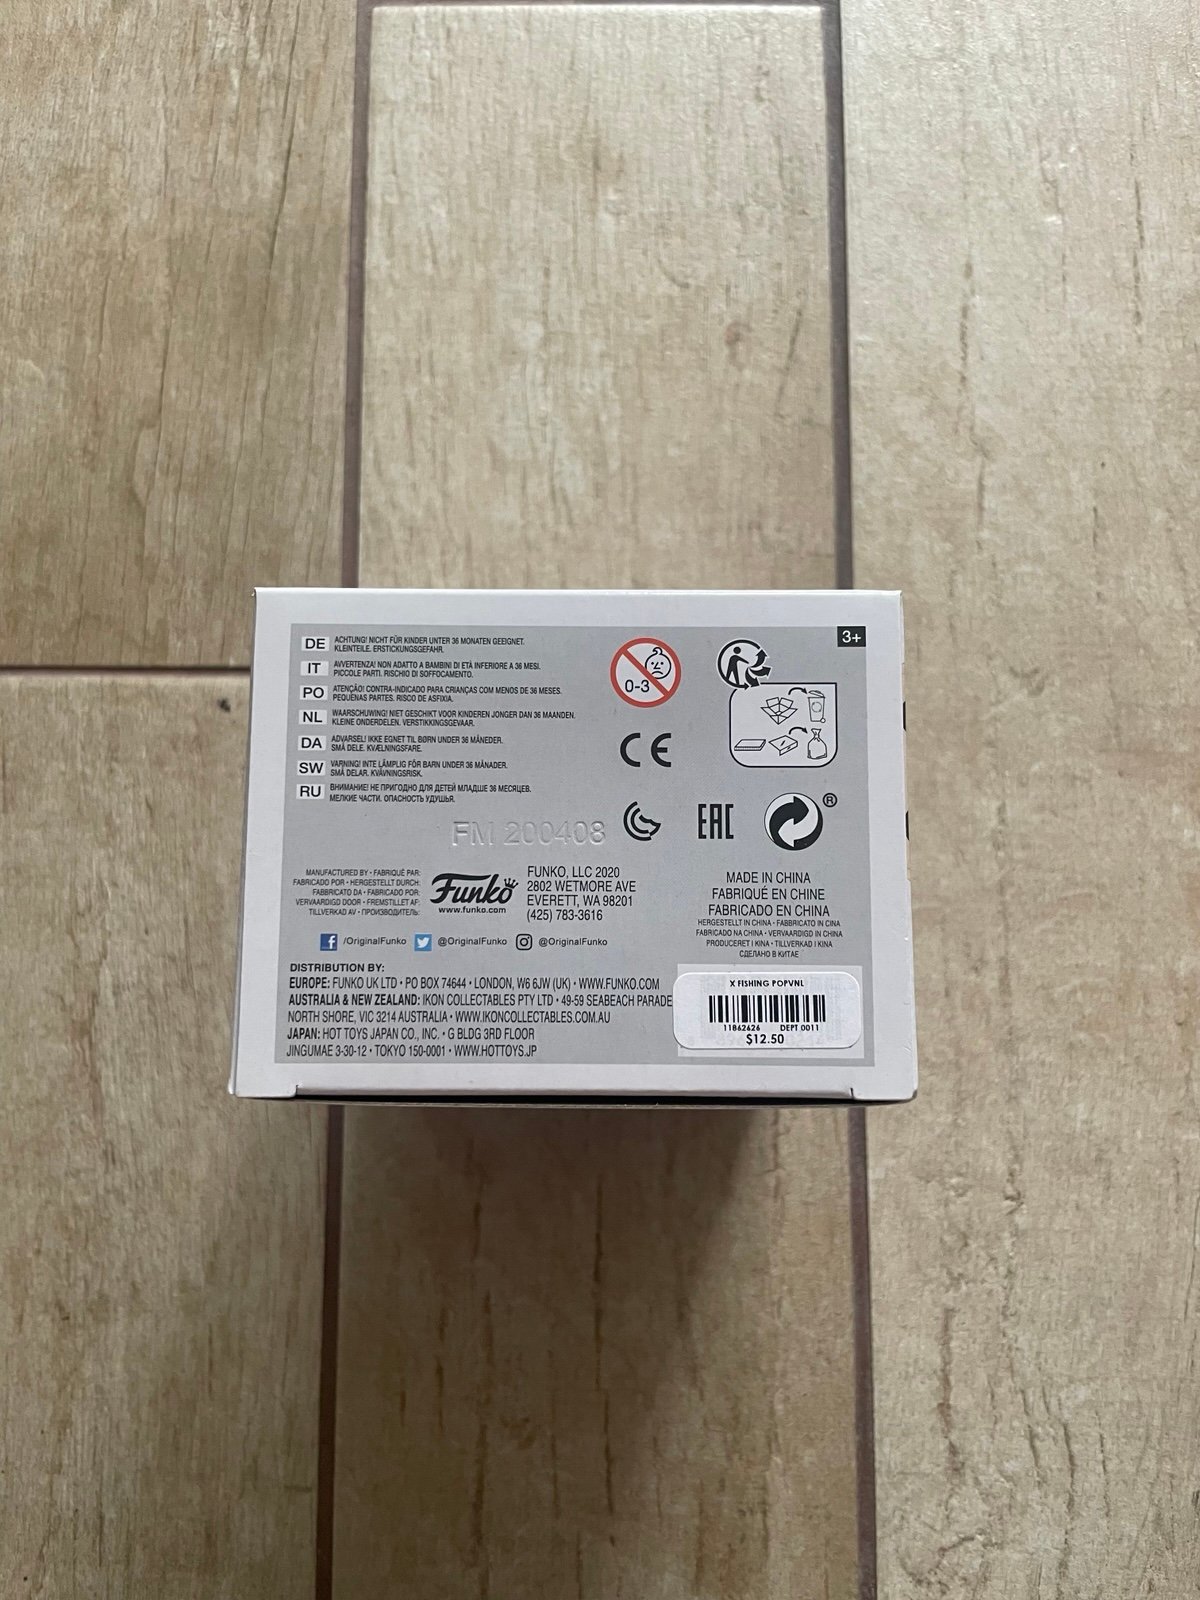 3+
DE ACHTUNG! NICHT FÜR KINDER UNTER 36 MONATEN GEEIGNET.
KLEINTEILE. ERSTICKUNGSGEFAHR.
IT AVVERTENZA! NON ADATTO A BAMBINI DI ETÀ INFERIORE A 36 MESI.
PICCOLE PARTI. RISCHIO DI SOFFOCAMENTO.
PO ATENÇÃO! CONTRA-INDICADO PARA CRIANÇAS COM MENOS DE 36 MESES.
PEQUENAS PARTES. RISCO DE ASFIXIA.
NL WAARSCHUWING! NIET GESCHIKT VOOR KINDEREN JONGER DAN 36 MAANDEN.
KLEINE ONDERDELEN. VERSTIKKINGSGEVAAR.
DA ADVARSEL! IKKE EGNET TIL BØRN UNDER 36 MÅNEDER.
SMÅ DELE. KVÆLNINGSFARE.
SW VARNING! INTE LÄMPLIG FÖR BARN UNDER 36 MÅNADER.
SMÅ DELAR. KVÄVNINGSRISK.
RU ВНИМАНИЕ! НЕ ПРИГОДНО ДЛЯ ДЕТЕЙ МЛАДШЕ 36 МЕСЯЦЕВ.
МЕЛКИЕ ЧАСТИ. ОПАСНОСТЬ УДУШЬЯ.
0-3
CE
FM 200408
EAC
®
MANUFACTURED BY • FABRIQUÉ PAR:
FABRICADO POR • HERGESTELLT DURCH:
FABBRICATO DA • FABRICADO POR:
VERVAARDIGD DOOR • FREMSTILLET AF:
TILLVERKAD AV • ПРОИЗВОДИТЕЛЬ:
Funko
www.funko.com
FUNKO, LLC 2020
2802 WETMORE AVE
EVERETT, WA 98201
(425) 783-3616
MADE IN CHINA
FABRIQUÉ EN CHINE
FABRICADO EN CHINA
HERGESTELLT IN CHINA • FABBRICATO IN CINA
FABRICADO NA CHINA • VERVAARDIGD IN CHINA
PRODUCERET I KINA • TILLVERKAD I KINA
СДЕЛАНО В КИТАЕ
/OriginalFunko @OriginalFunko @OriginalFunko
DISTRIBUTION BY:
EUROPE: FUNKO UK LTD • PO BOX 74644 • LONDON, W6 6JW (UK) • WWW.FUNKO.COM
AUSTRALIA & NEW ZEALAND: IKON COLLECTABLES PTY LTD • 49-59 SEABEACH PARADE
NORTH SHORE, VIC 3214 AUSTRALIA • WWW.IKONCOLLECTABLES.COM.AU
JAPAN: HOT TOYS JAPAN CO., INC. • G BLDG 3RD FLOOR
JINGUMAE 3-30-12 • TOKYO 150-0001 • WWW.HOTTOYS.JP
X FISHING POPVNL
11862626 DEPT 0011
$12.50